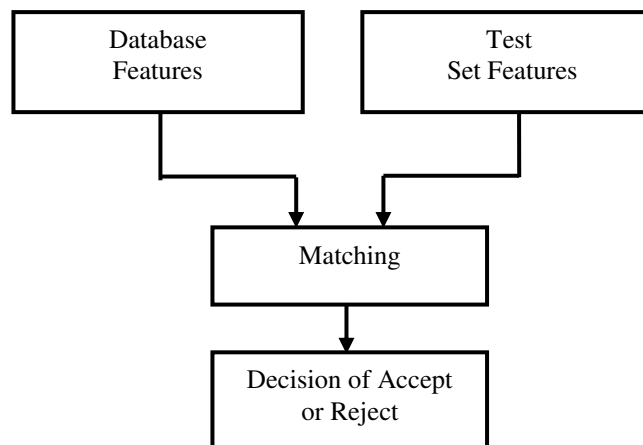 Database
Features
Test
Set Features
Matching
Decision of Accept
or Reject